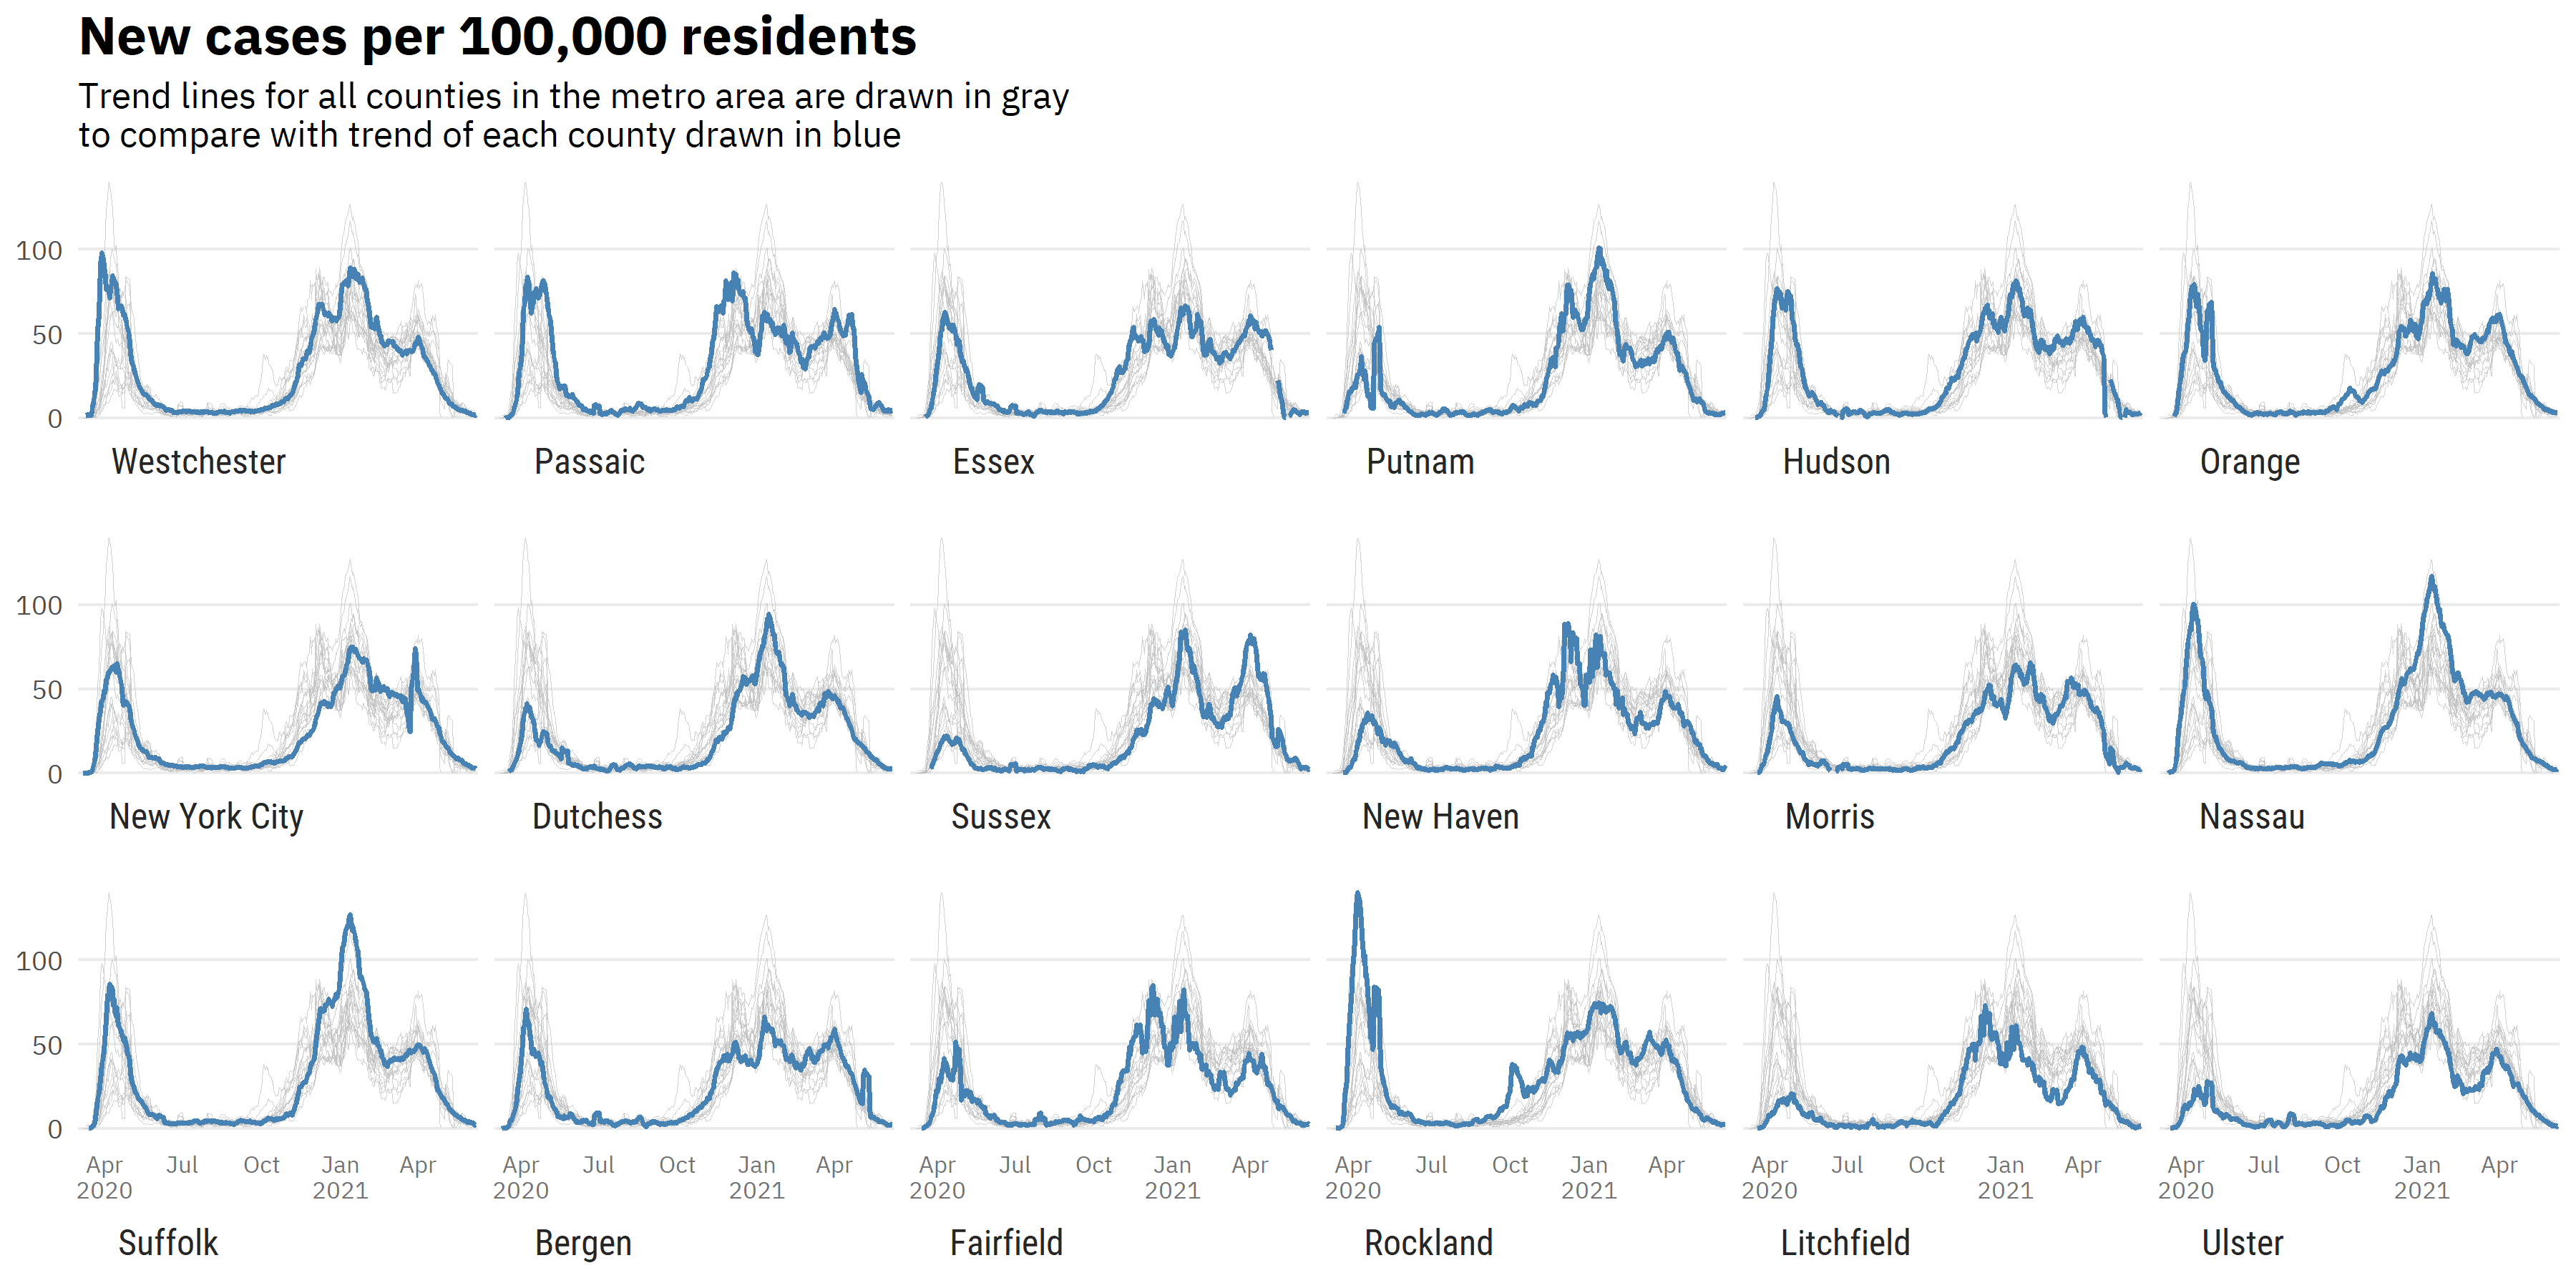 New cases per 100,000 residents
Trend lines for all counties in the metro area are drawn in gray
to compare with trend of each county drawn in blue
100
50
0
Westchester Passaic Essex Putnam Hudson Orange
100
50
0
New York City Dutchess Sussex New Haven Morris Nassau
100
50
0
Apr Jul Oct Jan Apr Apr Jul Oct Jan Apr Apr Jul Oct Jan Apr Apr Jul Oct Jan Apr Apr Jul Oct Jan Apr Apr Jul Oct Jan Apr
2020 2021 2020 2021 2020 2021 2020 2021 2020 2021 2020 2021
Suffolk Bergen Fairfield Rockland Litchfield Ulster